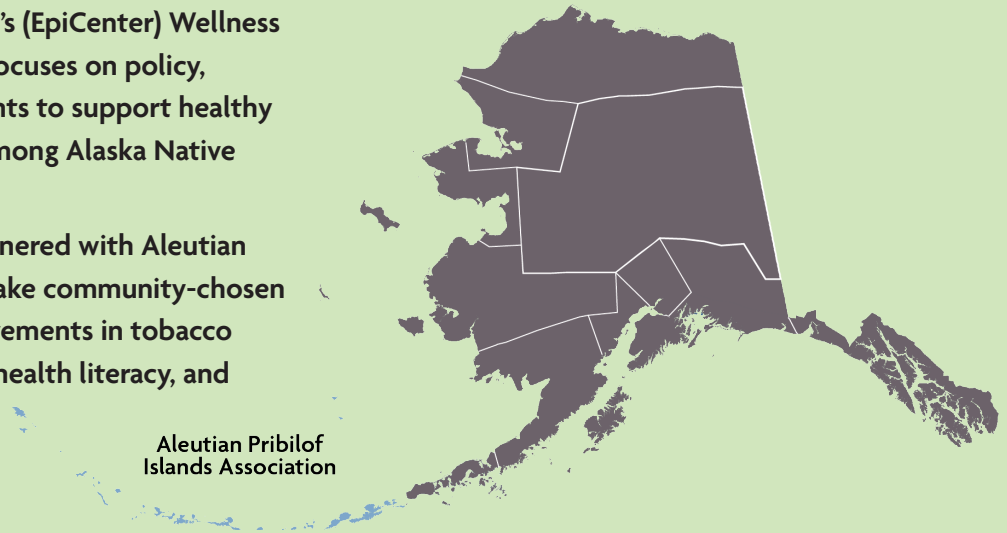 's (EpiCenter) Wellness
ocuses on policy,
nts to support healthy
mong Alaska Native
nered with Aleutian
ake community-chosen
vements in tobacco
health literacy, and
Aleutian Pribilof
Islands Association